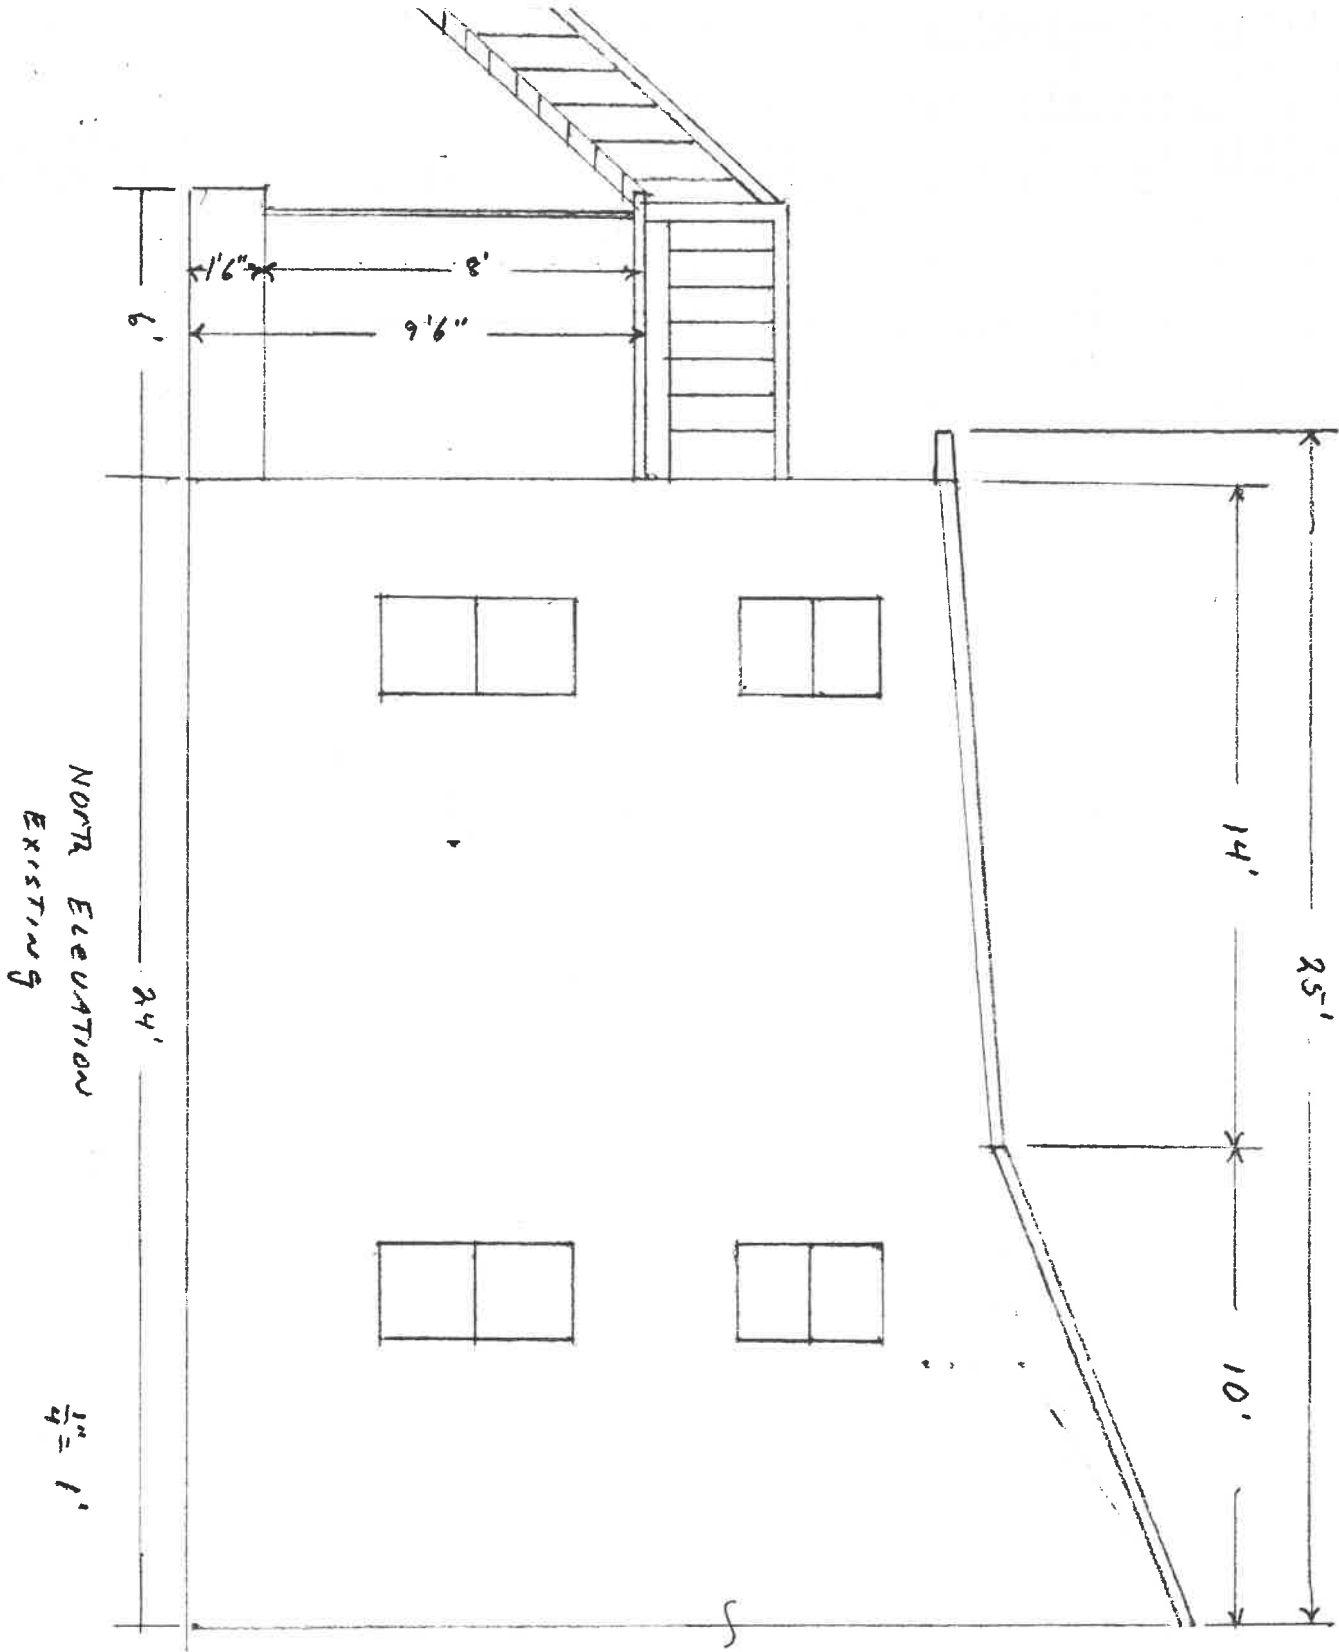 25'
14'
10'
8'
1'6"
9'6"
6'
24'
NORTH ELEVATION
EXISTING
1"/4 = 1'